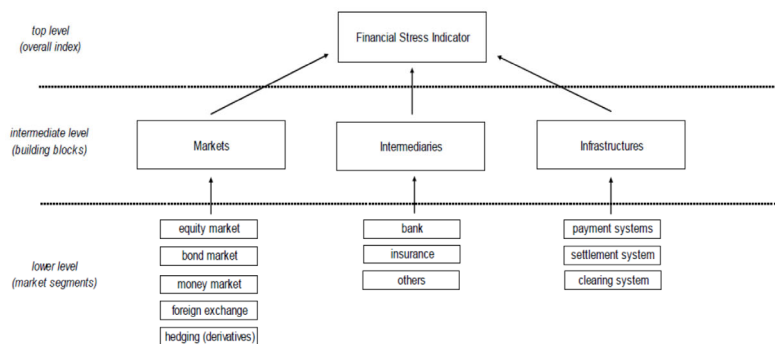 top level
(overall index)
Financial Stress Indicator
intermediate level
(building blocks)
Markets
Intermediaries
Infrastructures
lower level
(market segments)
equity market
bond market
money market
foreign exchange
hedging (derivatives)
bank
insurance
others
payment systems
settlement system
clearing system